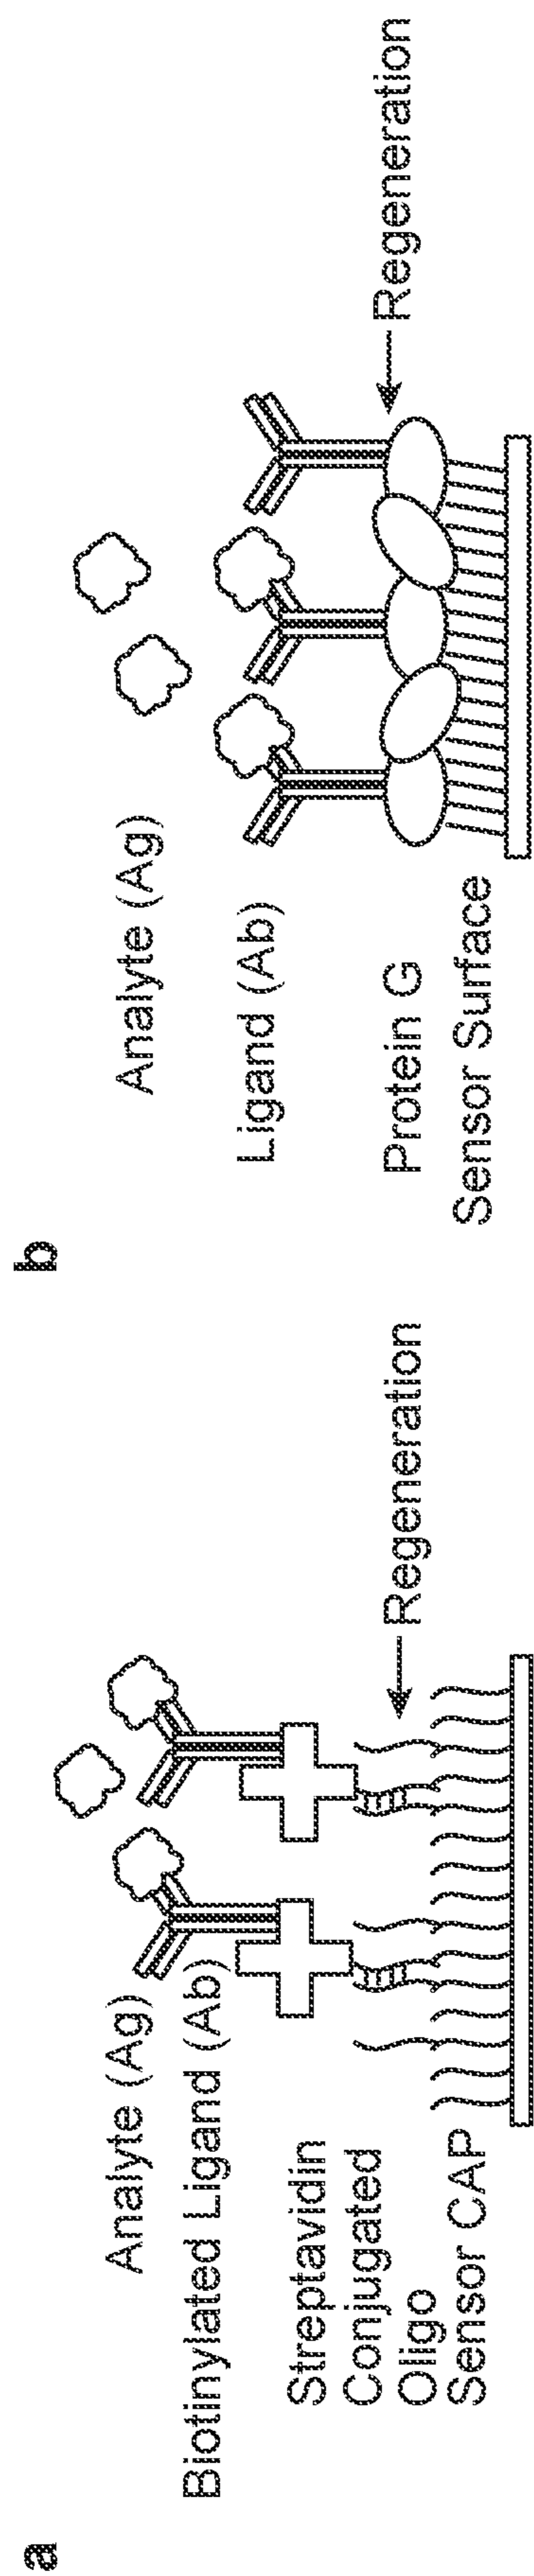 a
Analyte (Ag)
Biotinylated Ligand (Ab)
Streptavidin
Conjugated
Oligo
Sensor CAP
Regeneration
b
Analyte (Ag)
Ligand (Ab)
Protein G
Sensor Surface
Regeneration